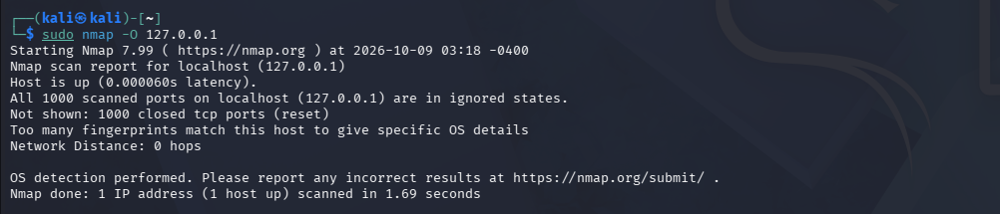 ┌──(kali㉿kali)-[~]
└─$ sudo nmap -O 127.0.0.1
Starting Nmap 7.99 ( https://nmap.org ) at 2026-10-09 03:18 -0400
Nmap scan report for localhost (127.0.0.1)
Host is up (0.000060s latency).
All 1000 scanned ports on localhost (127.0.0.1) are in ignored states.
Not shown: 1000 closed tcp ports (reset)
Too many fingerprints match this host to give specific OS details
Network Distance: 0 hops

OS detection performed. Please report any incorrect results at https://nmap.org/submit/ .
Nmap done: 1 IP address (1 host up) scanned in 1.69 seconds